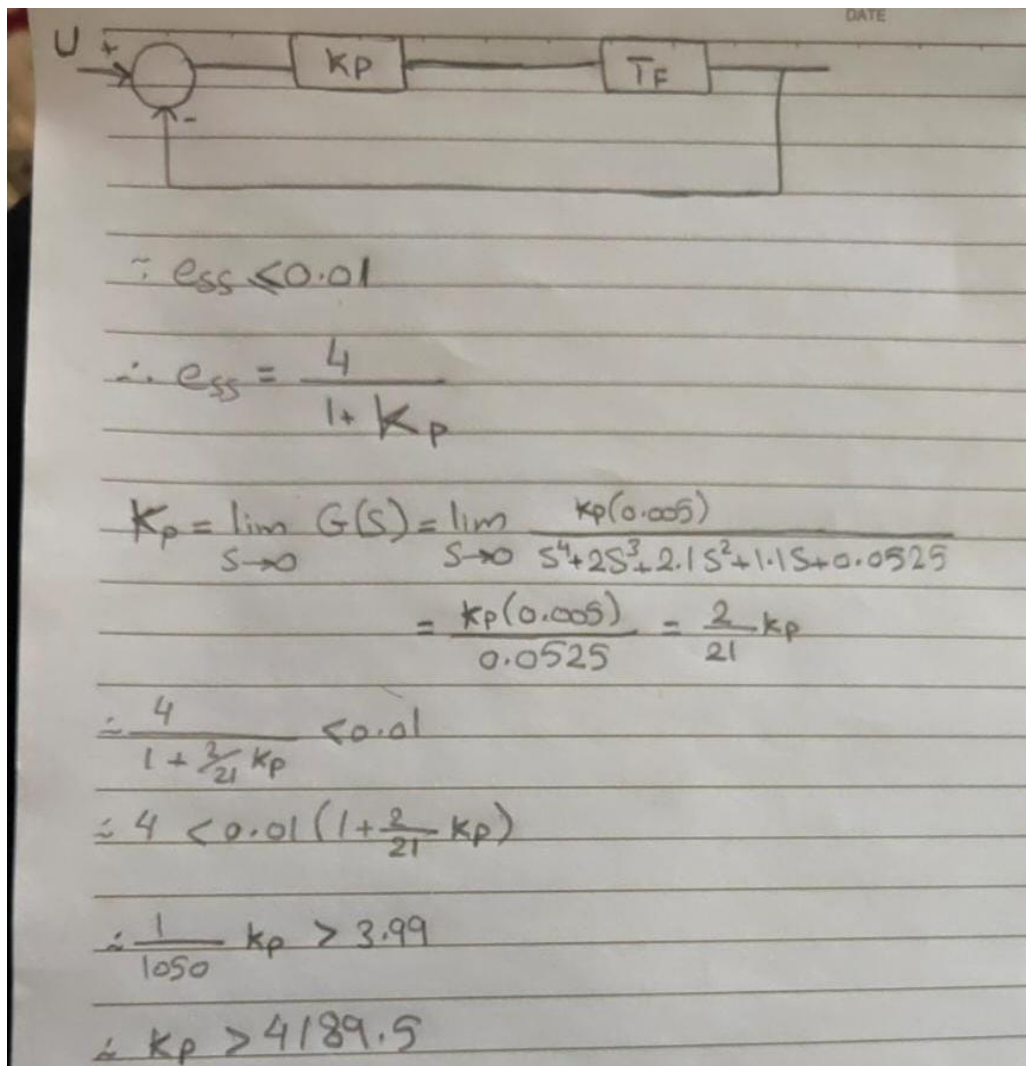 DATE
U + KP TF
-
∵ ess ≤0.01
∴ ess = 4/(1+ Kp)
Kp = lim S→0 G(S) = lim S→0 kp(0.005)/(S⁴+2S³+2.1S²+1.1S+0.0525)
= kp(0.005)/0.0525 = 2/21 kp
∴ 4/(1 + 2/21 kp) <0.01
∴ 4 <0.01(1+ 2/21 kp)
∴ 1/1050 kp > 3.99
∴ kp >4189.5